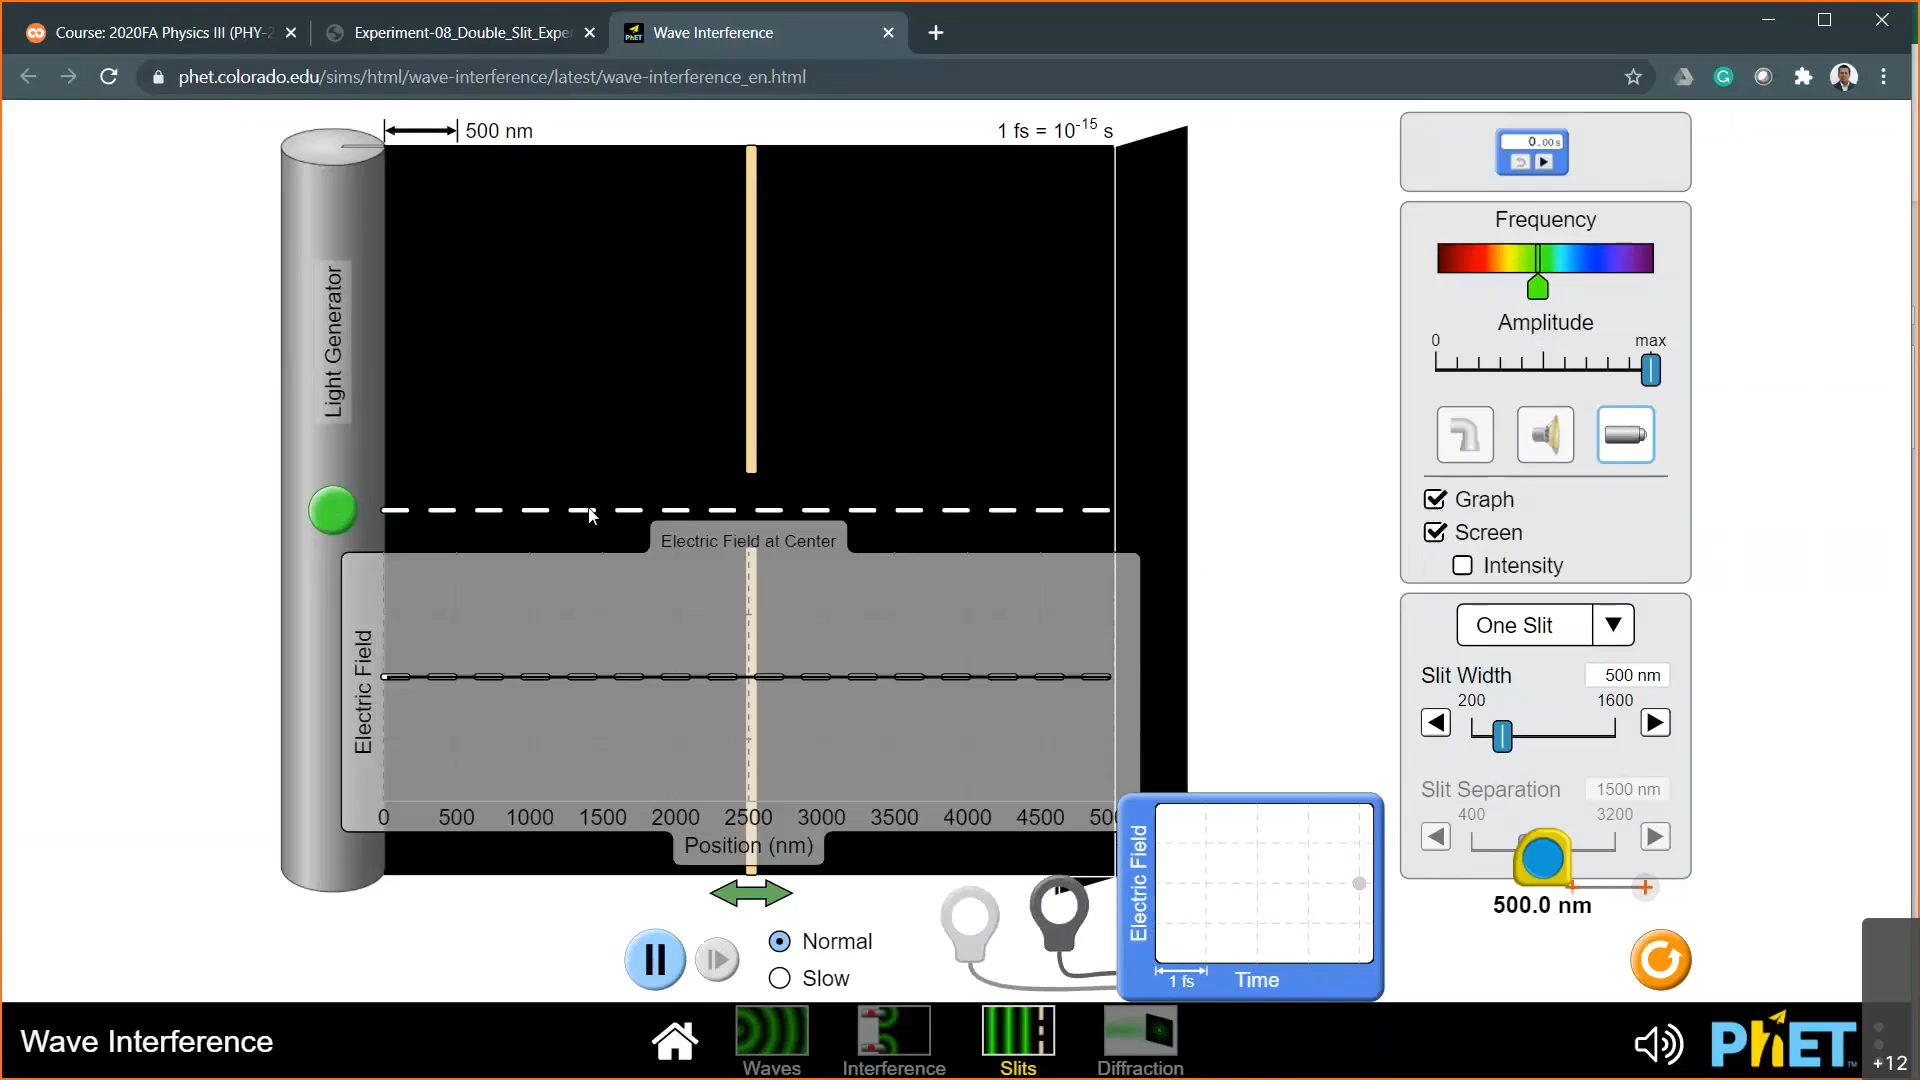 Course: 2020FA Physics III (PHY-2
Experiment-08_Double_Slit_Expe
Wave Interference
phet.colorado.edu/sims/html/wave-interference/latest/wave-interference_en.html
500 nm
1 fs = 10⁻¹⁵ s
0.00s
Frequency
Light Generator
Amplitude
0
max
Graph
Screen
Intensity
Electric Field at Center
One Slit
Electric Field
Slit Width
500 nm
200
1600
Slit Separation
1500 nm
400
3200
0 500 1000 1500 2000 2500 3000 3500 4000 4500 500
Position (nm)
500.0 nm
Electric Field
1 fs
Time
Normal
Slow
Wave Interference
Waves
Interference
Slits
Diffraction
PhET
+12